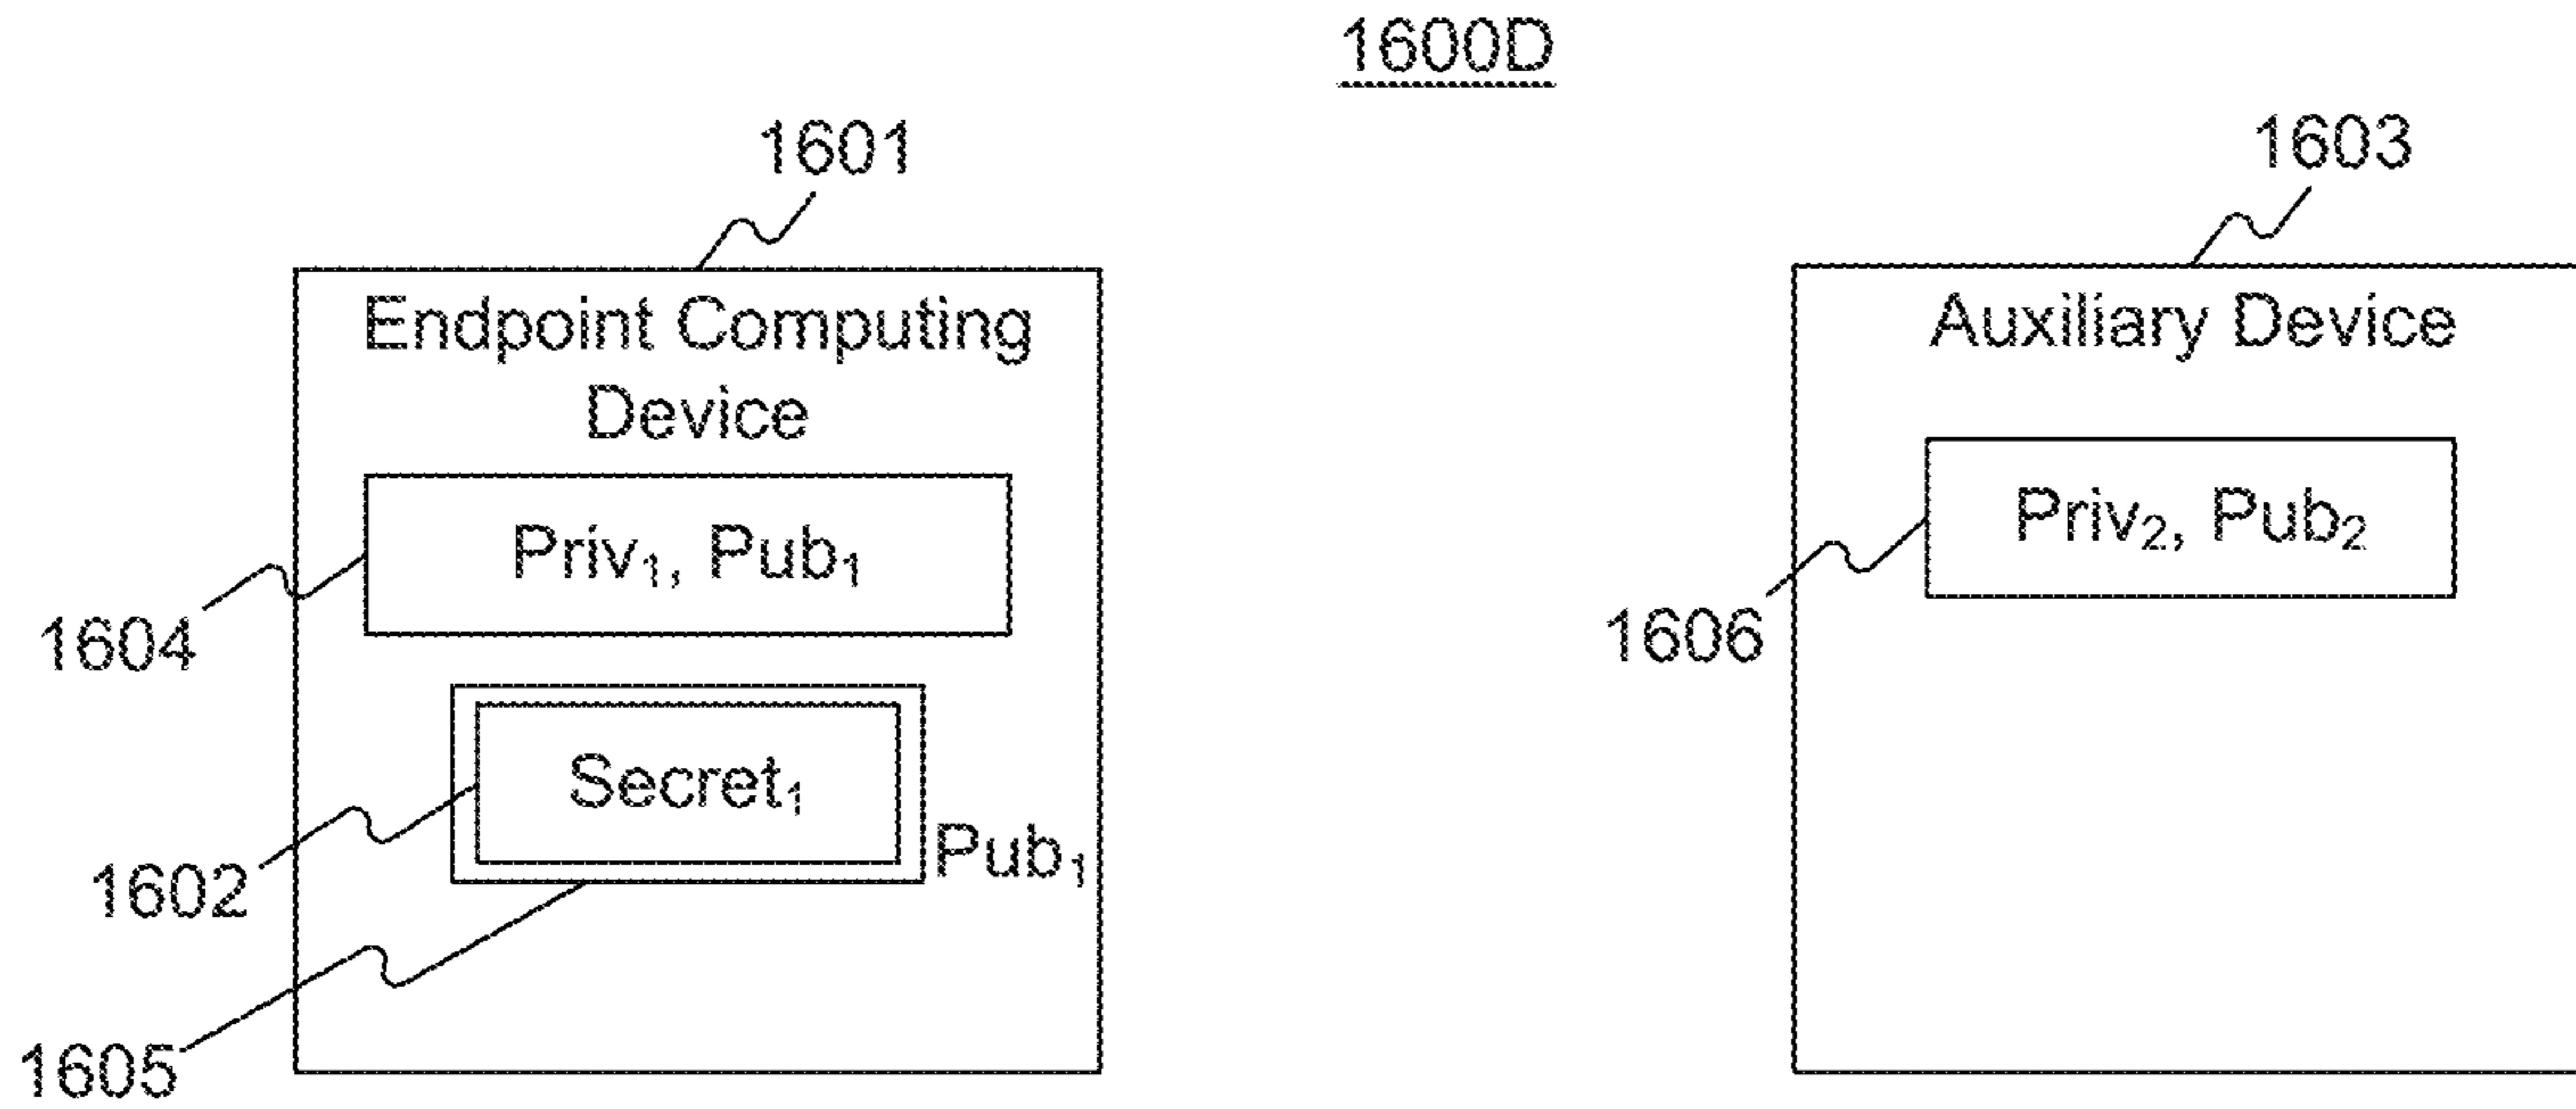 1600D
1601
1603
Endpoint Computing
Device
Auxiliary Device
Priv₁, Pub₁
Priv₂, Pub₂
1604
1606
Secret₁
Pub₁
1602
1605